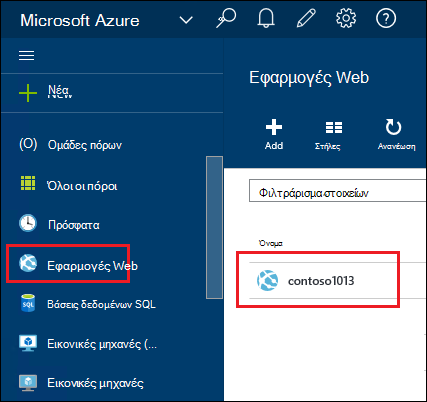 Microsoft Azure
Νέα
New
(O) Ομάδες πόρων
Όλοι οι πόροι
Πρόσφατα
Εφαρμογές Web
Βάσεις δεδομένων SQL
Εικονικές μηχανές (...
Εικονικές μηχανές
Εφαρμογές Web
Add Στήλες Ανανέωση
Φιλτράρισμα στοιχείων
Όνομα
contoso1013